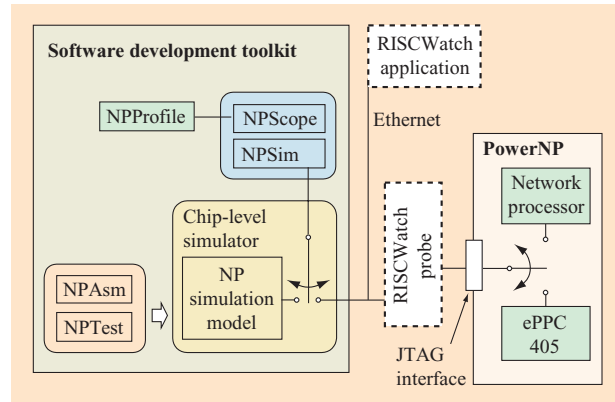 Software development toolkit
RISCWatch
application
NPProfile
NPScope
NPSim
Ethernet
PowerNP
Network
processor
Chip-level
simulator
NP
simulation
model
NPAsm
NPTest
RISCWatch
probe
JTAG
interface
ePPC
405